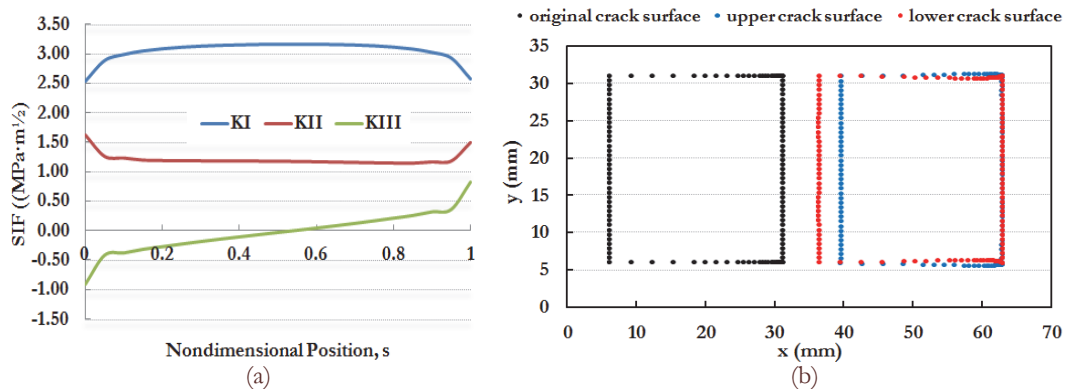 3.50
3.00
2.50
2.00
1.50
1.00
0.50
0.00
-0.50
-1.00
-1.50
SIF ((MPa·m½)
KI KII KIII
0 0.2 0.4 0.6 0.8 1
Nondimensional Position, s
(a)
original crack surface upper crack surface lower crack surface
35
30
25
20
15
10
5
0
y (mm)
0 10 20 30 40 50 60 70
x (mm)
(b)